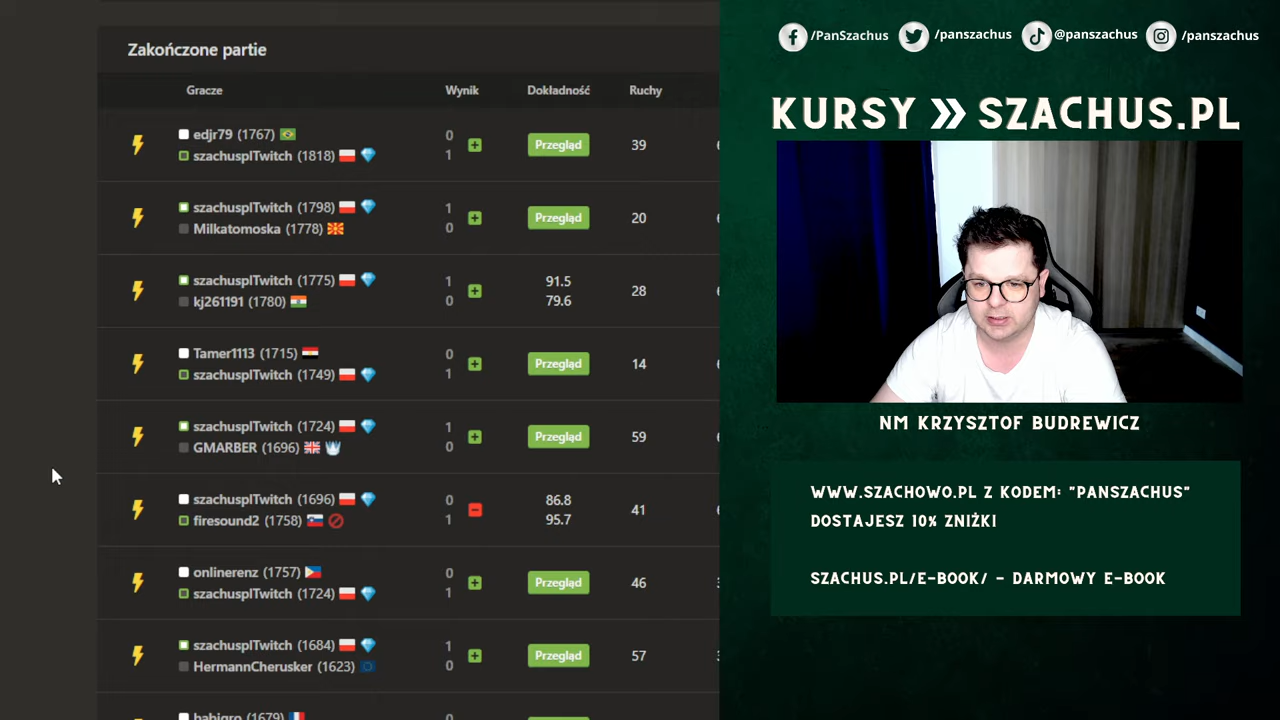 Zakończone partie
Gracze Wynik Dokładność Ruchy
edjr79 (1767) 0
szachusplTwitch (1818) 1
Przegląd 39
szachusplTwitch (1798) 1
Milkatomoska (1778) 0
Przegląd 20
szachusplTwitch (1775) 1 91.5
kj261191 (1780) 0 79.6
28
Tamer1113 (1715) 0
szachusplTwitch (1749) 1
Przegląd 14
szachusplTwitch (1724) 1
GMARBER (1696) 0
Przegląd 59
szachusplTwitch (1696) 0 86.8
firesound2 (1758) 1 95.7
41
onlinerenz (1757) 0
szachusplTwitch (1724) 1
Przegląd 46
szachusplTwitch (1684) 1
HermannCherusker (1623) 0
Przegląd 57
/PanSzachus /panszachus @panszachus /panszachus
KURSY » SZACHUS.PL
NM KRZYSZTOF BUDREWICZ
WWW.SZACHOWO.PL Z KODEM: "PANSZACHUS"
DOSTAJESZ 10% ZNIŻKI
SZACHUS.PL/E-BOOK/ - DARMOWY E-BOOK